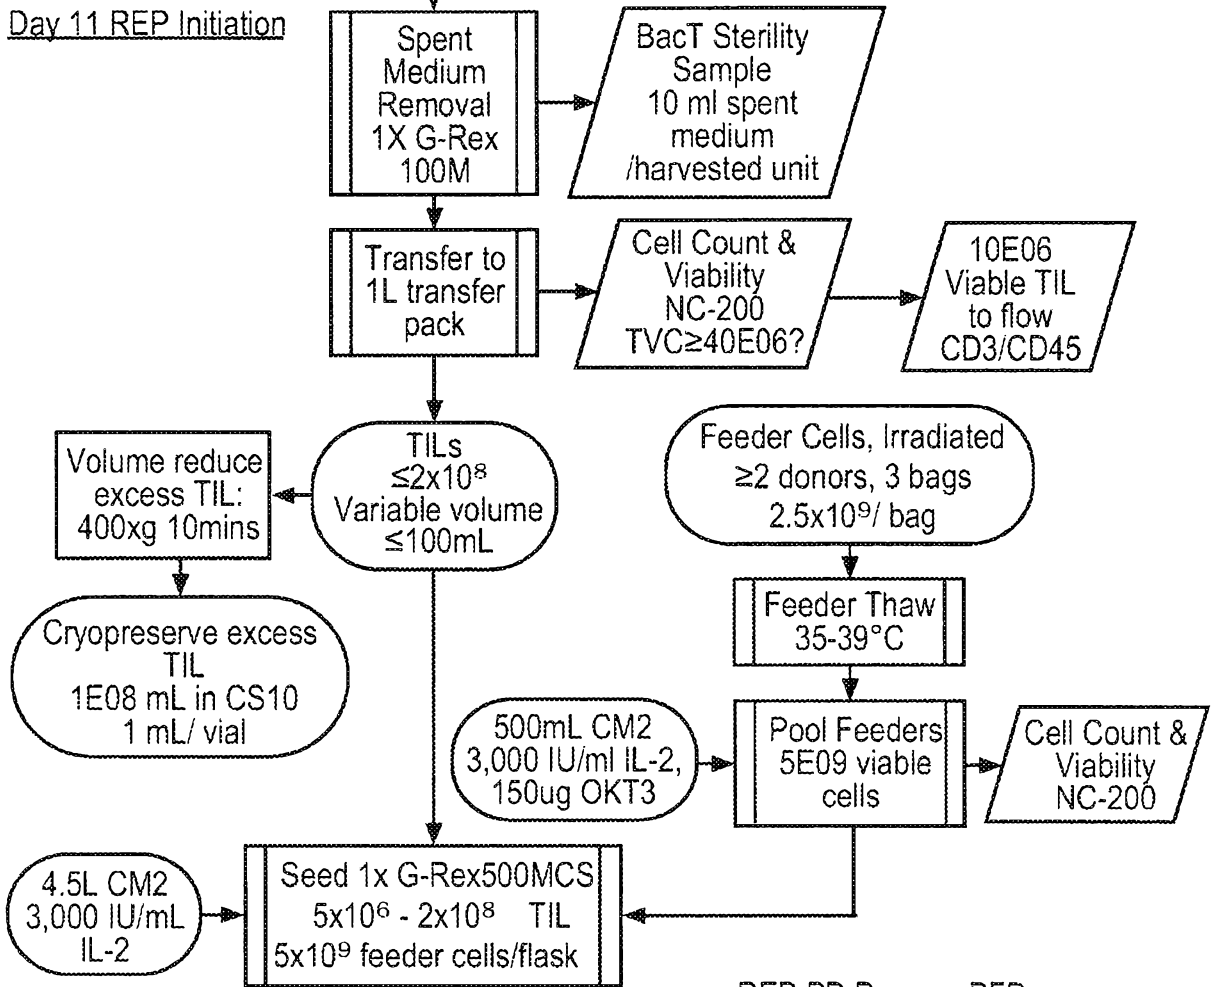 Day 11 REP Initiation
Spent
Medium
Removal
1X G-Rex
100M
BacT Sterility
Sample
10 ml spent
medium
/harvested unit
Transfer to
1L transfer
pack
Cell Count &
Viability
NC-200
TVC≥40E06?
10E06
Viable TIL
to flow
CD3/CD45
TILs
≤2x10⁸
Variable volume
≤100mL
Volume reduce
excess TIL:
400xg 10mins
Cryopreserve excess
TIL
1E08 mL in CS10
1 mL/ vial
Feeder Cells, Irradiated
≥2 donors, 3 bags
2.5x10⁹/ bag
Feeder Thaw
35-39°C
500mL CM2
3,000 IU/ml IL-2,
150ug OKT3
Pool Feeders
5E09 viable
cells
Cell Count &
Viability
NC-200
4.5L CM2
3,000 IU/mL
IL-2
Seed 1x G-Rex500MCS
5x10⁶ - 2x10⁸ TIL
5x10⁹ feeder cells/flask